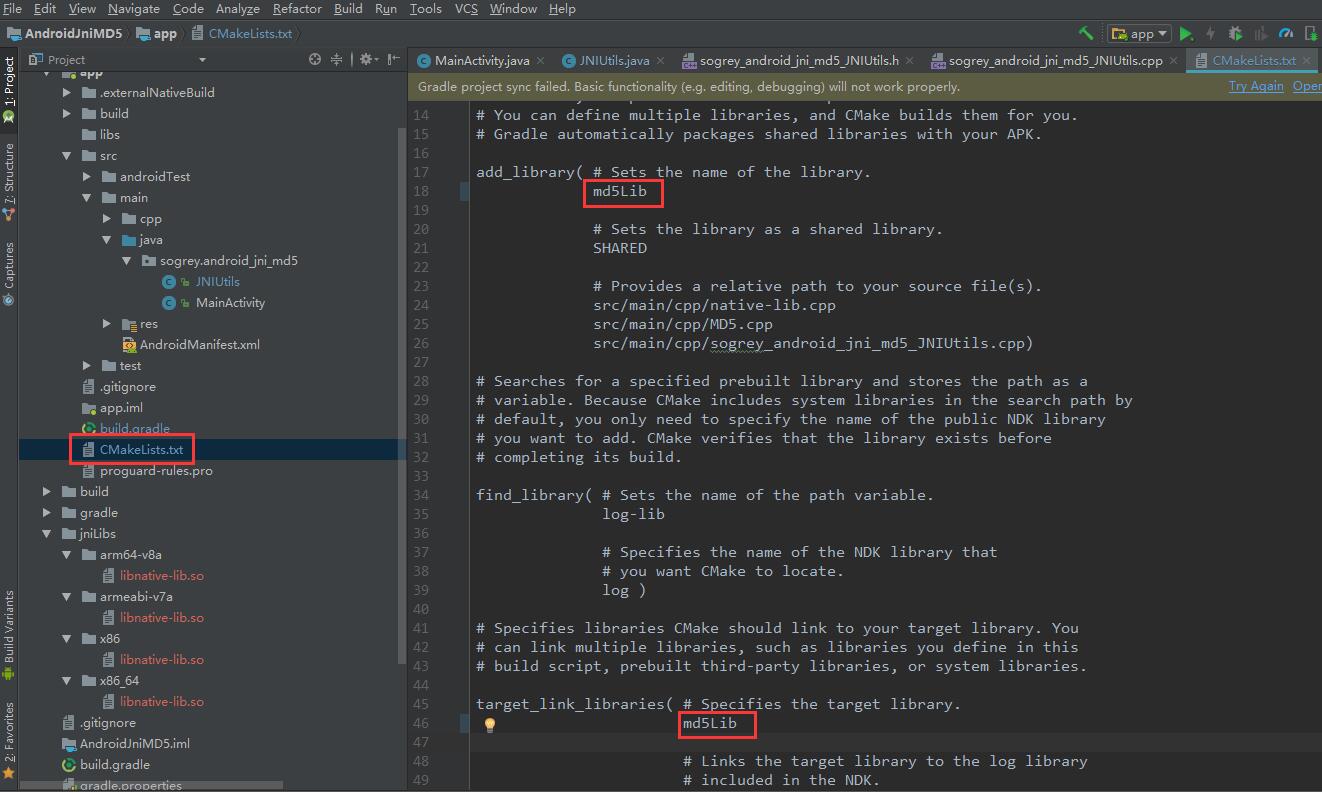 File Edit View Navigate Code Analyze Refactor Build Run Tools VCS Window Help
AndroidJniMD5 app CMakeLists.txt app
1: Project
7: Structure
Captures
Build Variants
2: Favorites
Project
app
.externalNativeBuild
build
libs
src
androidTest
main
cpp
java
sogrey.android_jni_md5
JNIUtils
MainActivity
res
AndroidManifest.xml
test
.gitignore
app.iml
build.gradle
CMakeLists.txt
proguard-rules.pro
build
gradle
jniLibs
arm64-v8a
libnative-lib.so
armeabi-v7a
libnative-lib.so
x86
libnative-lib.so
x86_64
libnative-lib.so
.gitignore
AndroidJniMD5.iml
build.gradle
gradle.properties
MainActivity.java JNIUtils.java sogrey_android_jni_md5_JNIUtils.h sogrey_android_jni_md5_JNIUtils.cpp CMakeLists.txt
Gradle project sync failed. Basic functionality (e.g. editing, debugging) will not work properly. Try Again Oper
14 # You can define multiple libraries, and CMake builds them for you.
15 # Gradle automatically packages shared libraries with your APK.
16
17 add_library( # Sets the name of the library.
18 md5Lib
19
20 # Sets the library as a shared library.
21 SHARED
22
23 # Provides a relative path to your source file(s).
24 src/main/cpp/native-lib.cpp
25 src/main/cpp/MD5.cpp
26 src/main/cpp/sogrey_android_jni_md5_JNIUtils.cpp)
27
28 # Searches for a specified prebuilt library and stores the path as a
29 # variable. Because CMake includes system libraries in the search path by
30 # default, you only need to specify the name of the public NDK library
31 # you want to add. CMake verifies that the library exists before
32 # completing its build.
33
34 find_library( # Sets the name of the path variable.
35 log-lib
36
37 # Specifies the name of the NDK library that
38 # you want CMake to locate.
39 log )
40
41 # Specifies libraries CMake should link to your target library. You
42 # can link multiple libraries, such as libraries you define in this
43 # build script, prebuilt third-party libraries, or system libraries.
44
45 target_link_libraries( # Specifies the target library.
46 md5Lib
47
48 # Links the target library to the log library
49 # included in the NDK.